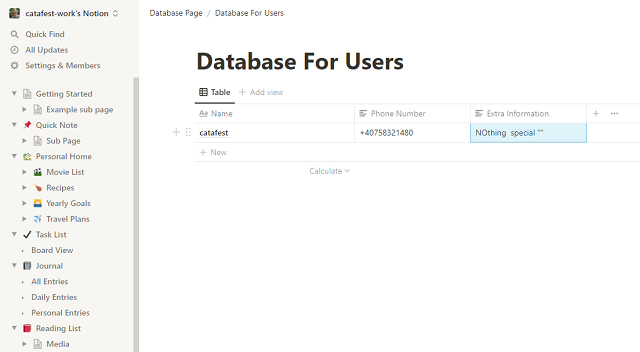 catafest-work's Notion
Quick Find
All Updates
Settings & Members
Getting Started
Example sub page
Quick Note
Sub Page
Personal Home
Movie List
Recipes
Yearly Goals
Travel Plans
Task List
Board View
Journal
All Entries
Daily Entries
Personal Entries
Reading List
Media
Database Page / Database For Users
Database For Users
Table + Add view
Aa Name Phone Number Extra Information + ...
catafest +40758321480 NOthing special ""
+ New
Calculate